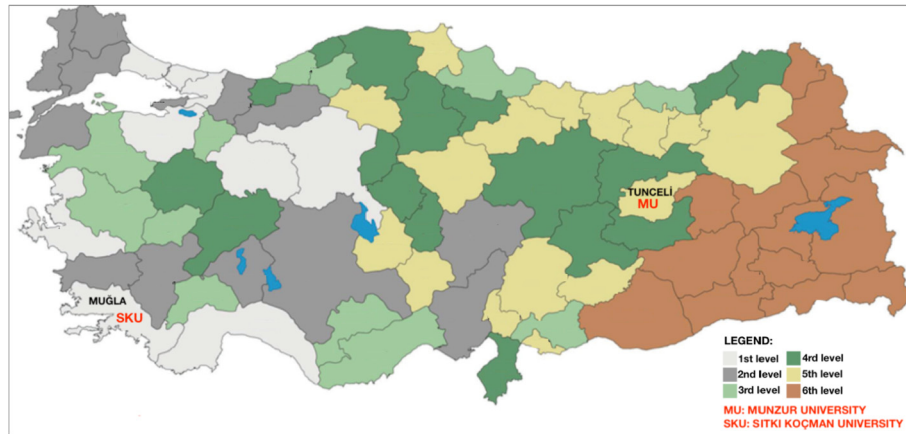 TUNCELİ
MU
MUĞLA
SKU
LEGEND:
1st level
4rd level
2nd level
5th level
3rd level
6th level
MU: MUNZUR UNIVERSITY
SKU: SITKI KOÇMAN UNIVERSITY